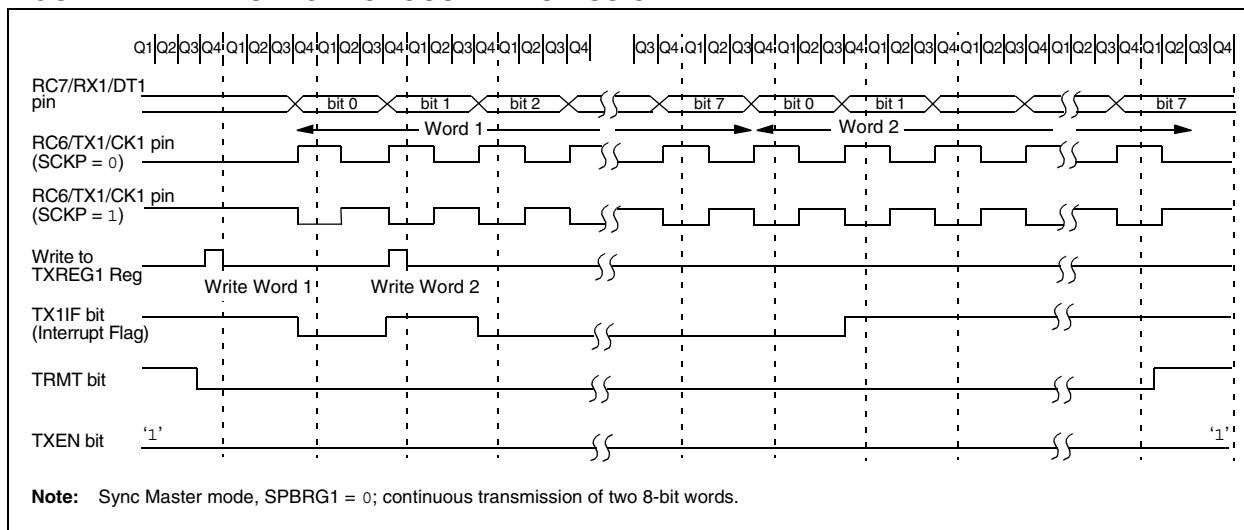 Q1 Q2 Q3 Q4 Q1 Q2 Q3 Q4 Q1 Q2 Q3 Q4 Q1 Q2 Q3 Q4 Q1 Q2 Q3 Q4 Q3 Q4 Q1 Q2 Q3 Q4 Q1 Q2 Q3 Q4 Q1 Q2 Q3 Q4 Q1 Q2 Q3 Q4 Q1 Q2 Q3 Q4 Q1 Q2 Q3 Q4
RC7/RX1/DT1
pin
bit 0 bit 1 bit 2 bit 7 bit 0 bit 1 bit 7
Word 1 Word 2
RC6/TX1/CK1 pin
(SCKP = 0)
RC6/TX1/CK1 pin
(SCKP = 1)
Write to
TXREG1 Reg
Write Word 1 Write Word 2
TX1IF bit
(Interrupt Flag)
TRMT bit
TXEN bit ‘1’ ‘1’
Note: Sync Master mode, SPBRG1 = 0; continuous transmission of two 8-bit words.